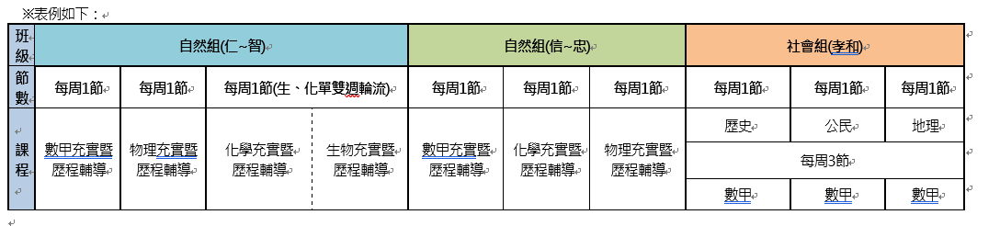 ※表例如下：
班級 自然組(仁~智) 自然組(信~忠) 社會組(孝和)
節數 每周1節 每周1節 每周1節(生、化單雙週輪流) 每周1節 每周1節 每周1節 每周1節 每周1節 每周1節
課程 數甲充實暨歷程輔導 物理充實暨歷程輔導 化學充實暨歷程輔導 生物充實暨歷程輔導 數甲充實暨歷程輔導 化學充實暨歷程輔導 物理充實暨歷程輔導 歷史 公民 地理
每周3節
數甲 數甲 數甲